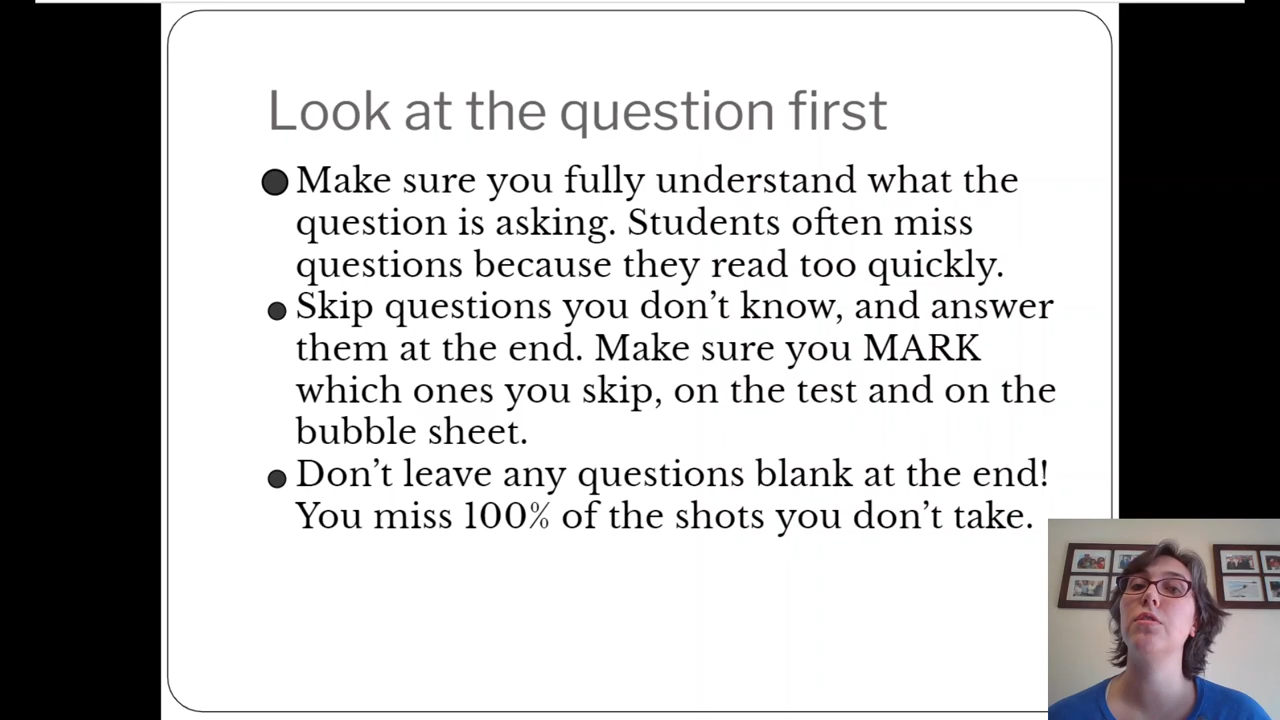 Look at the question first
Make sure you fully understand what the
question is asking. Students often miss
questions because they read too quickly.
Skip questions you don’t know, and answer
them at the end. Make sure you MARK
which ones you skip, on the test and on the
bubble sheet.
Don’t leave any questions blank at the end!
You miss 100% of the shots you don’t take.